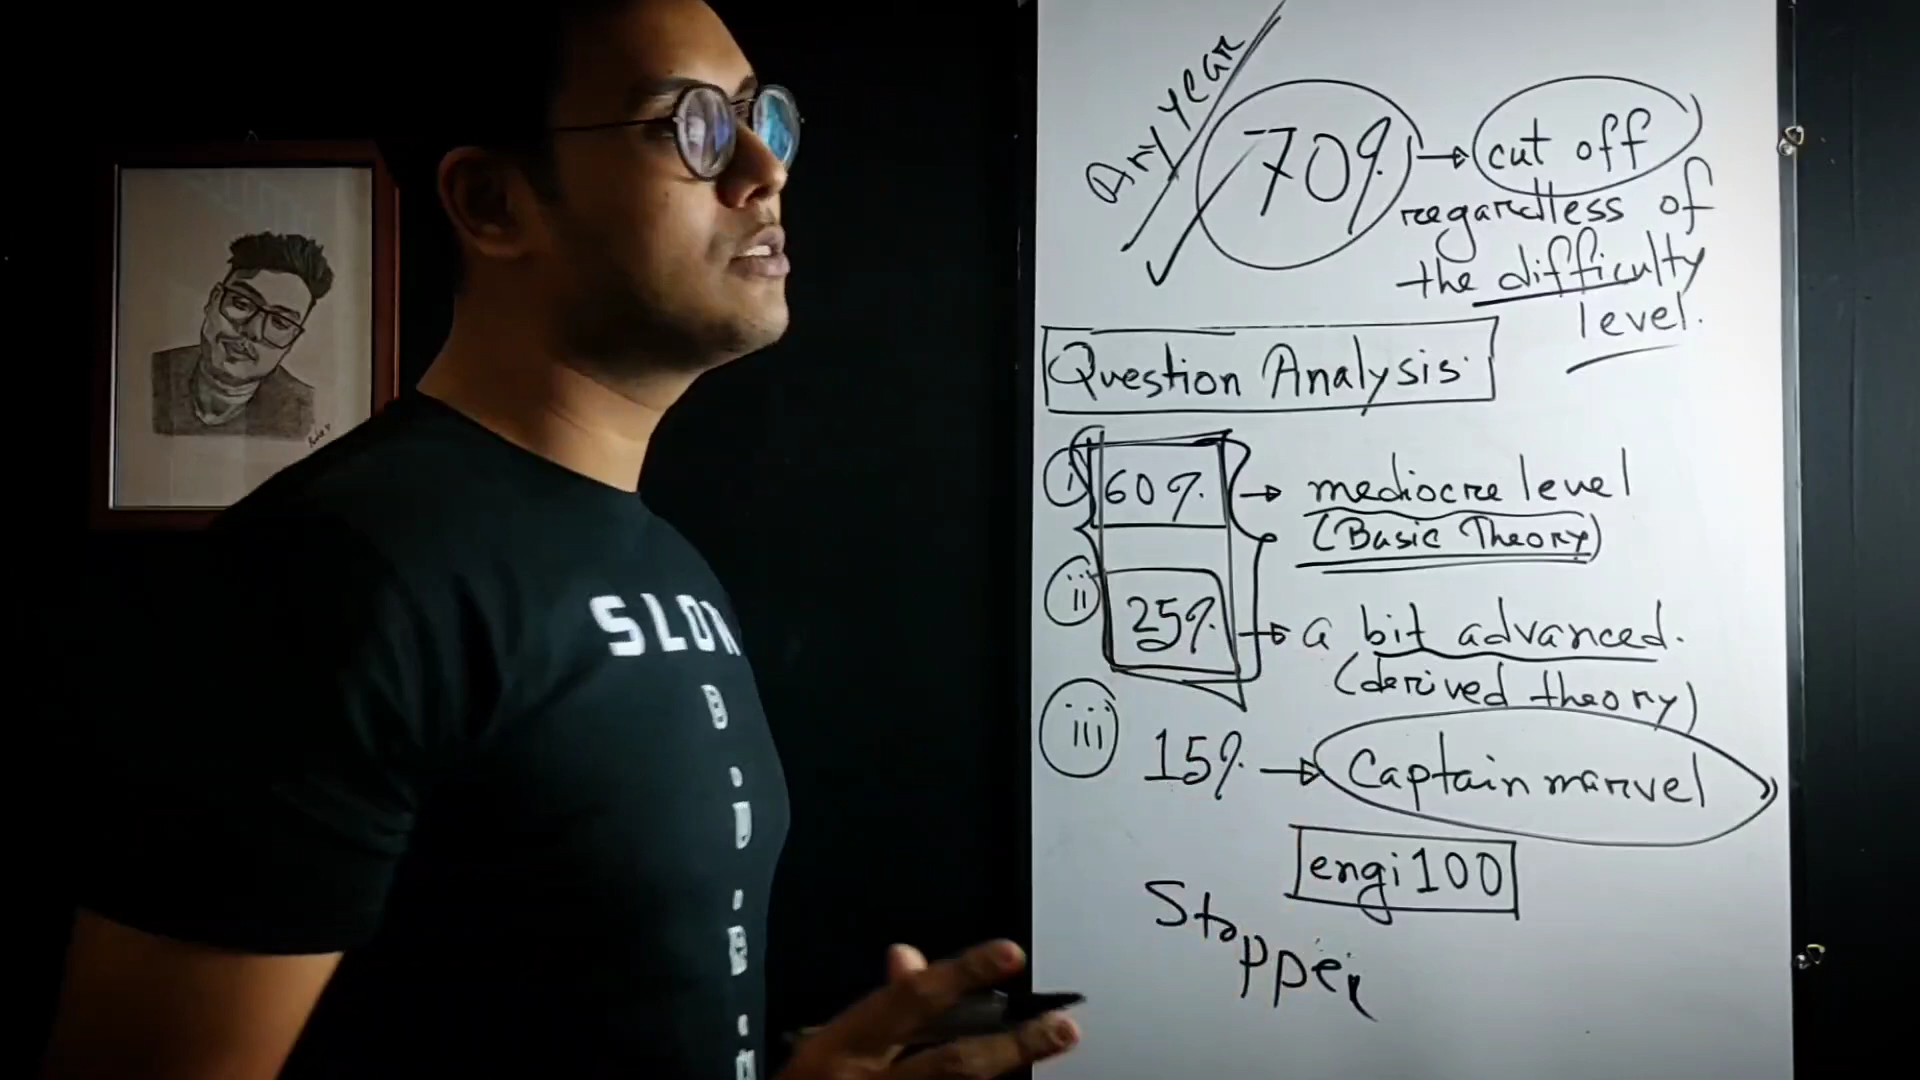 Any year
70% → cut off
regardless of
the difficulty
level.
Question Analysis
i 60% → mediocre level
(Basic Theory)
ii 25% → a bit advanced.
(derived theory)
iii 15% → Captain marvel
engi100
Stopper